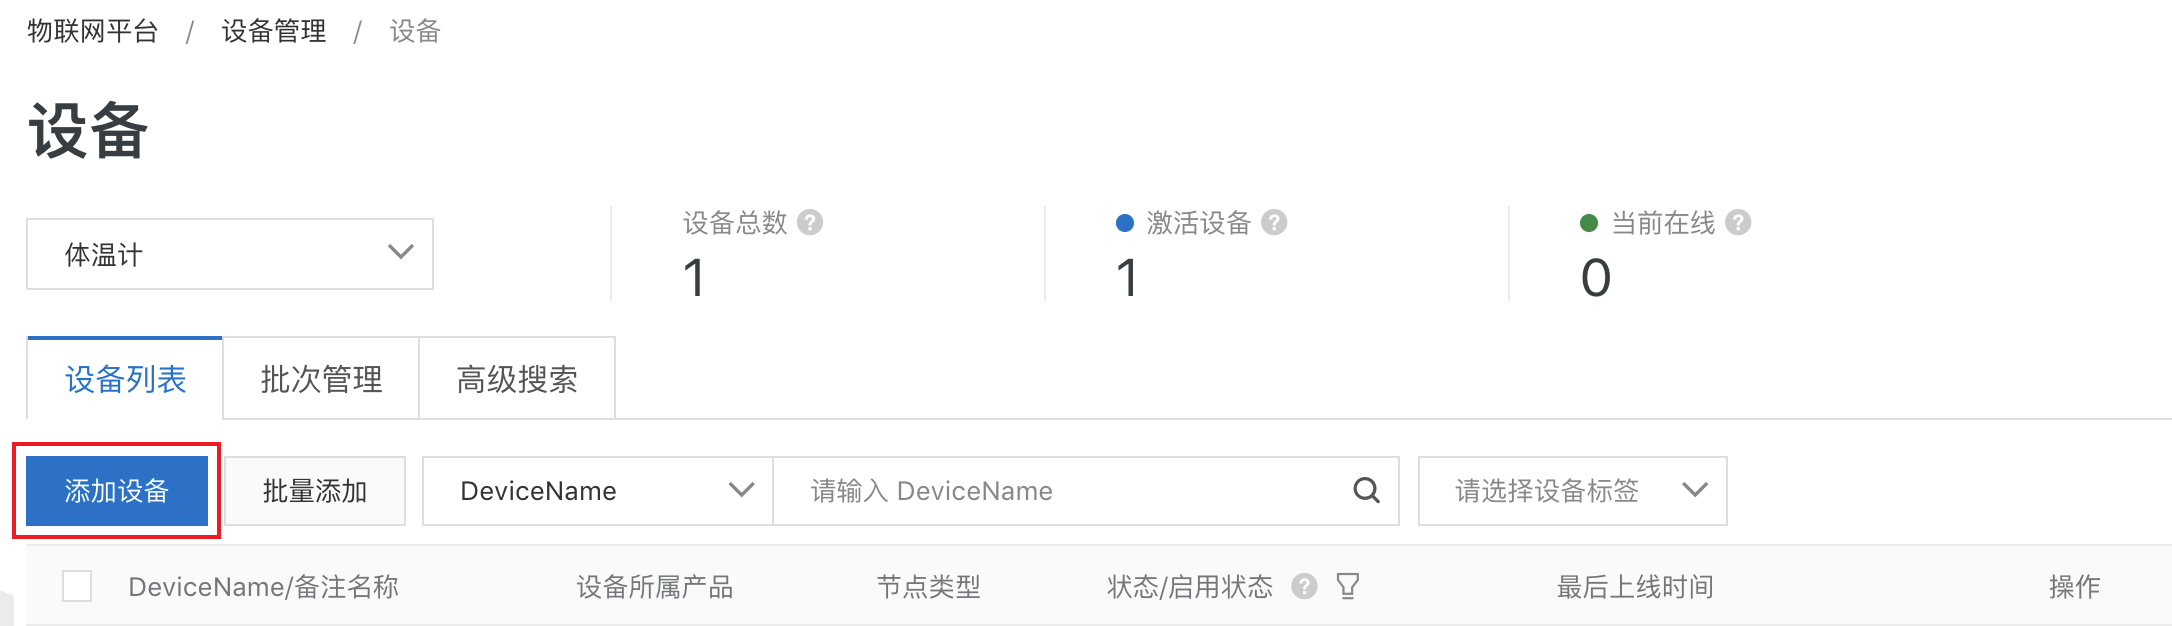 物联网平台 / 设备管理 / 设备
设备
体温计
设备总数 ?
1
激活设备 ?
1
当前在线 ?
0
设备列表 批次管理 高级搜索
添加设备 批量添加 DeviceName 请输入 DeviceName 请选择设备标签
DeviceName/备注名称 设备所属产品 节点类型 状态/启用状态 ? 最后上线时间 操作